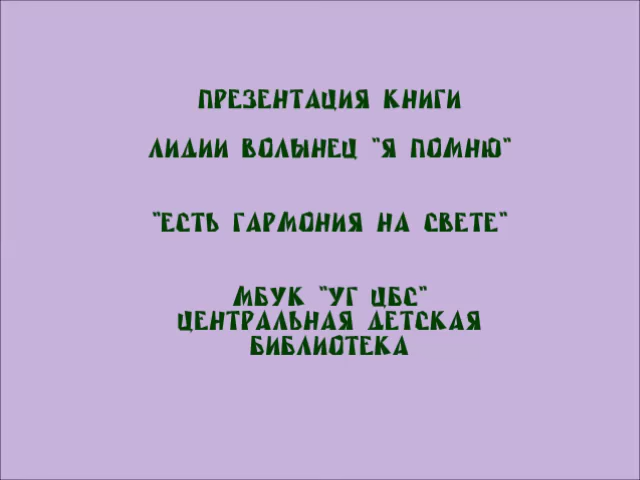 ПРЕЗЕНТАЦИЯ КНИГИ
ЛИДИИ ВОЛЫНЕЦ "Я ПОМНЮ"
"ЕСТЬ ГАРМОНИЯ НА СВЕТЕ"
МБУК "УГ ЦБС"
ЦЕНТРАЛЬНАЯ ДЕТСКАЯ
БИБЛИОТЕКА